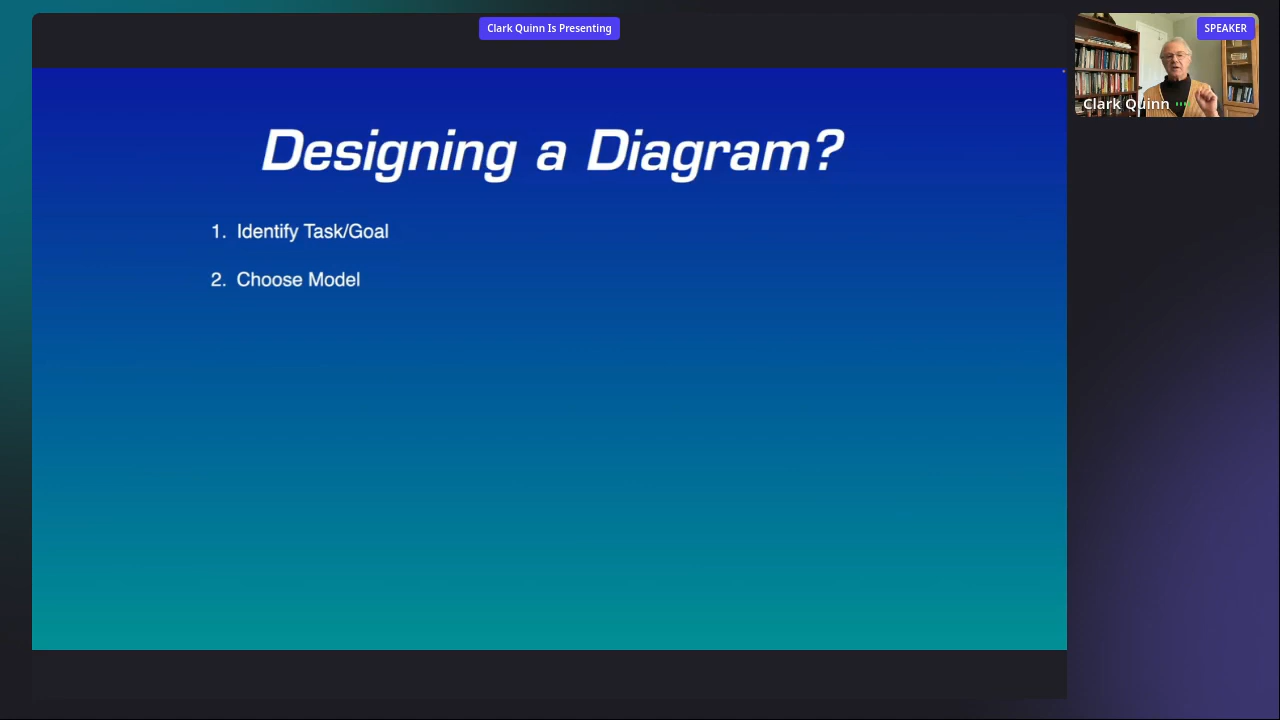 Clark Quinn Is Presenting
SPEAKER
Clark Quinn
Designing a Diagram?
1. Identify Task/Goal
2. Choose Model